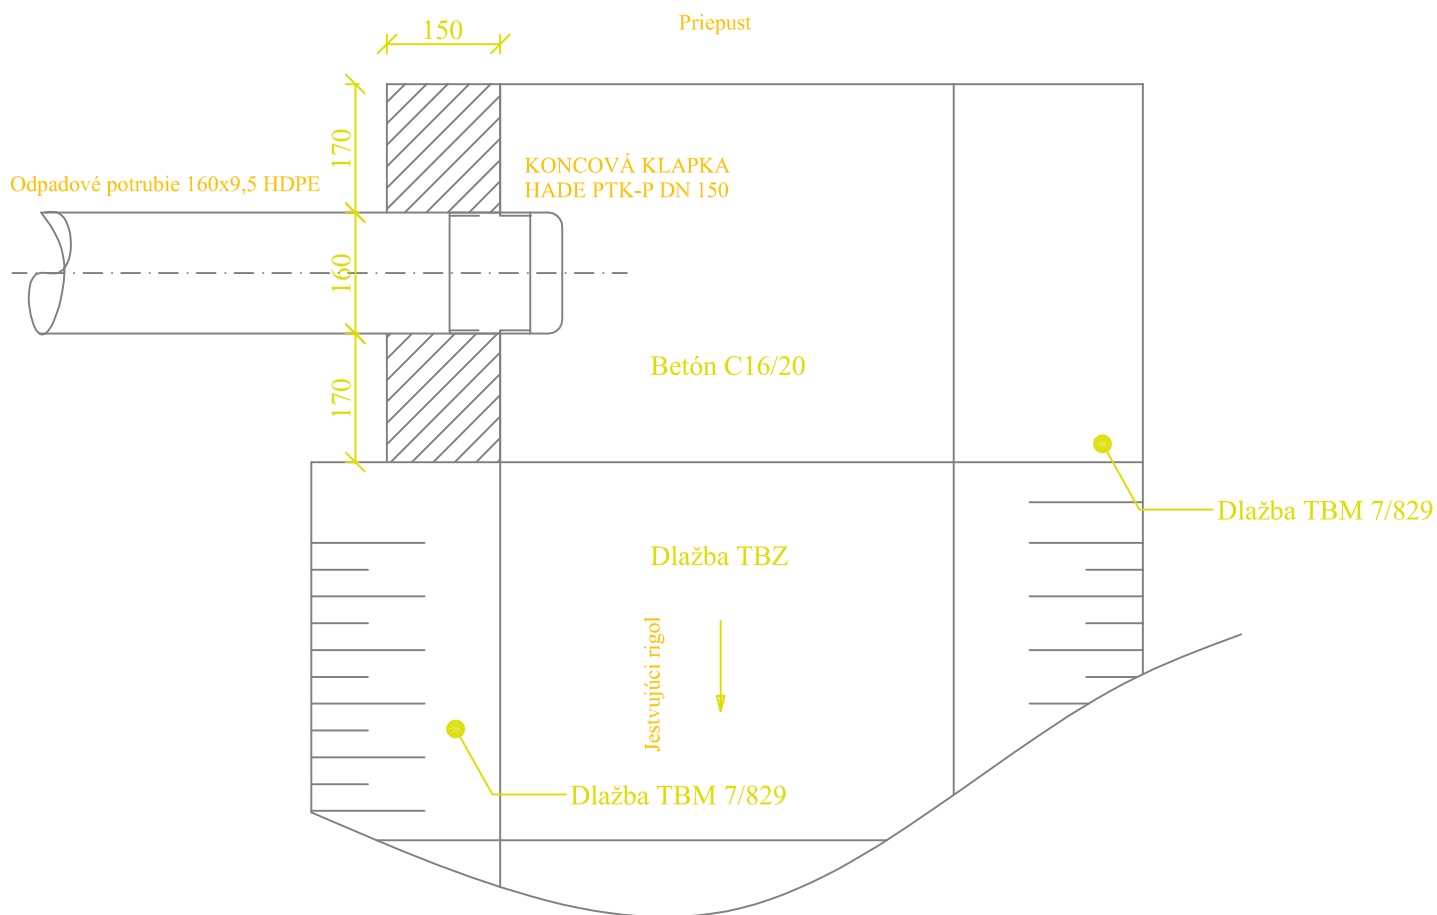 Priepust
150
170
KONCOVÁ KLAPKA
HADE PTK-P DN 150
Odpadové potrubie 160x9,5 HDPE
160
Betón C16/20
170
Dlažba TBM 7/829
Dlažba TBZ
Jestvujúci rigol
Dlažba TBM 7/829